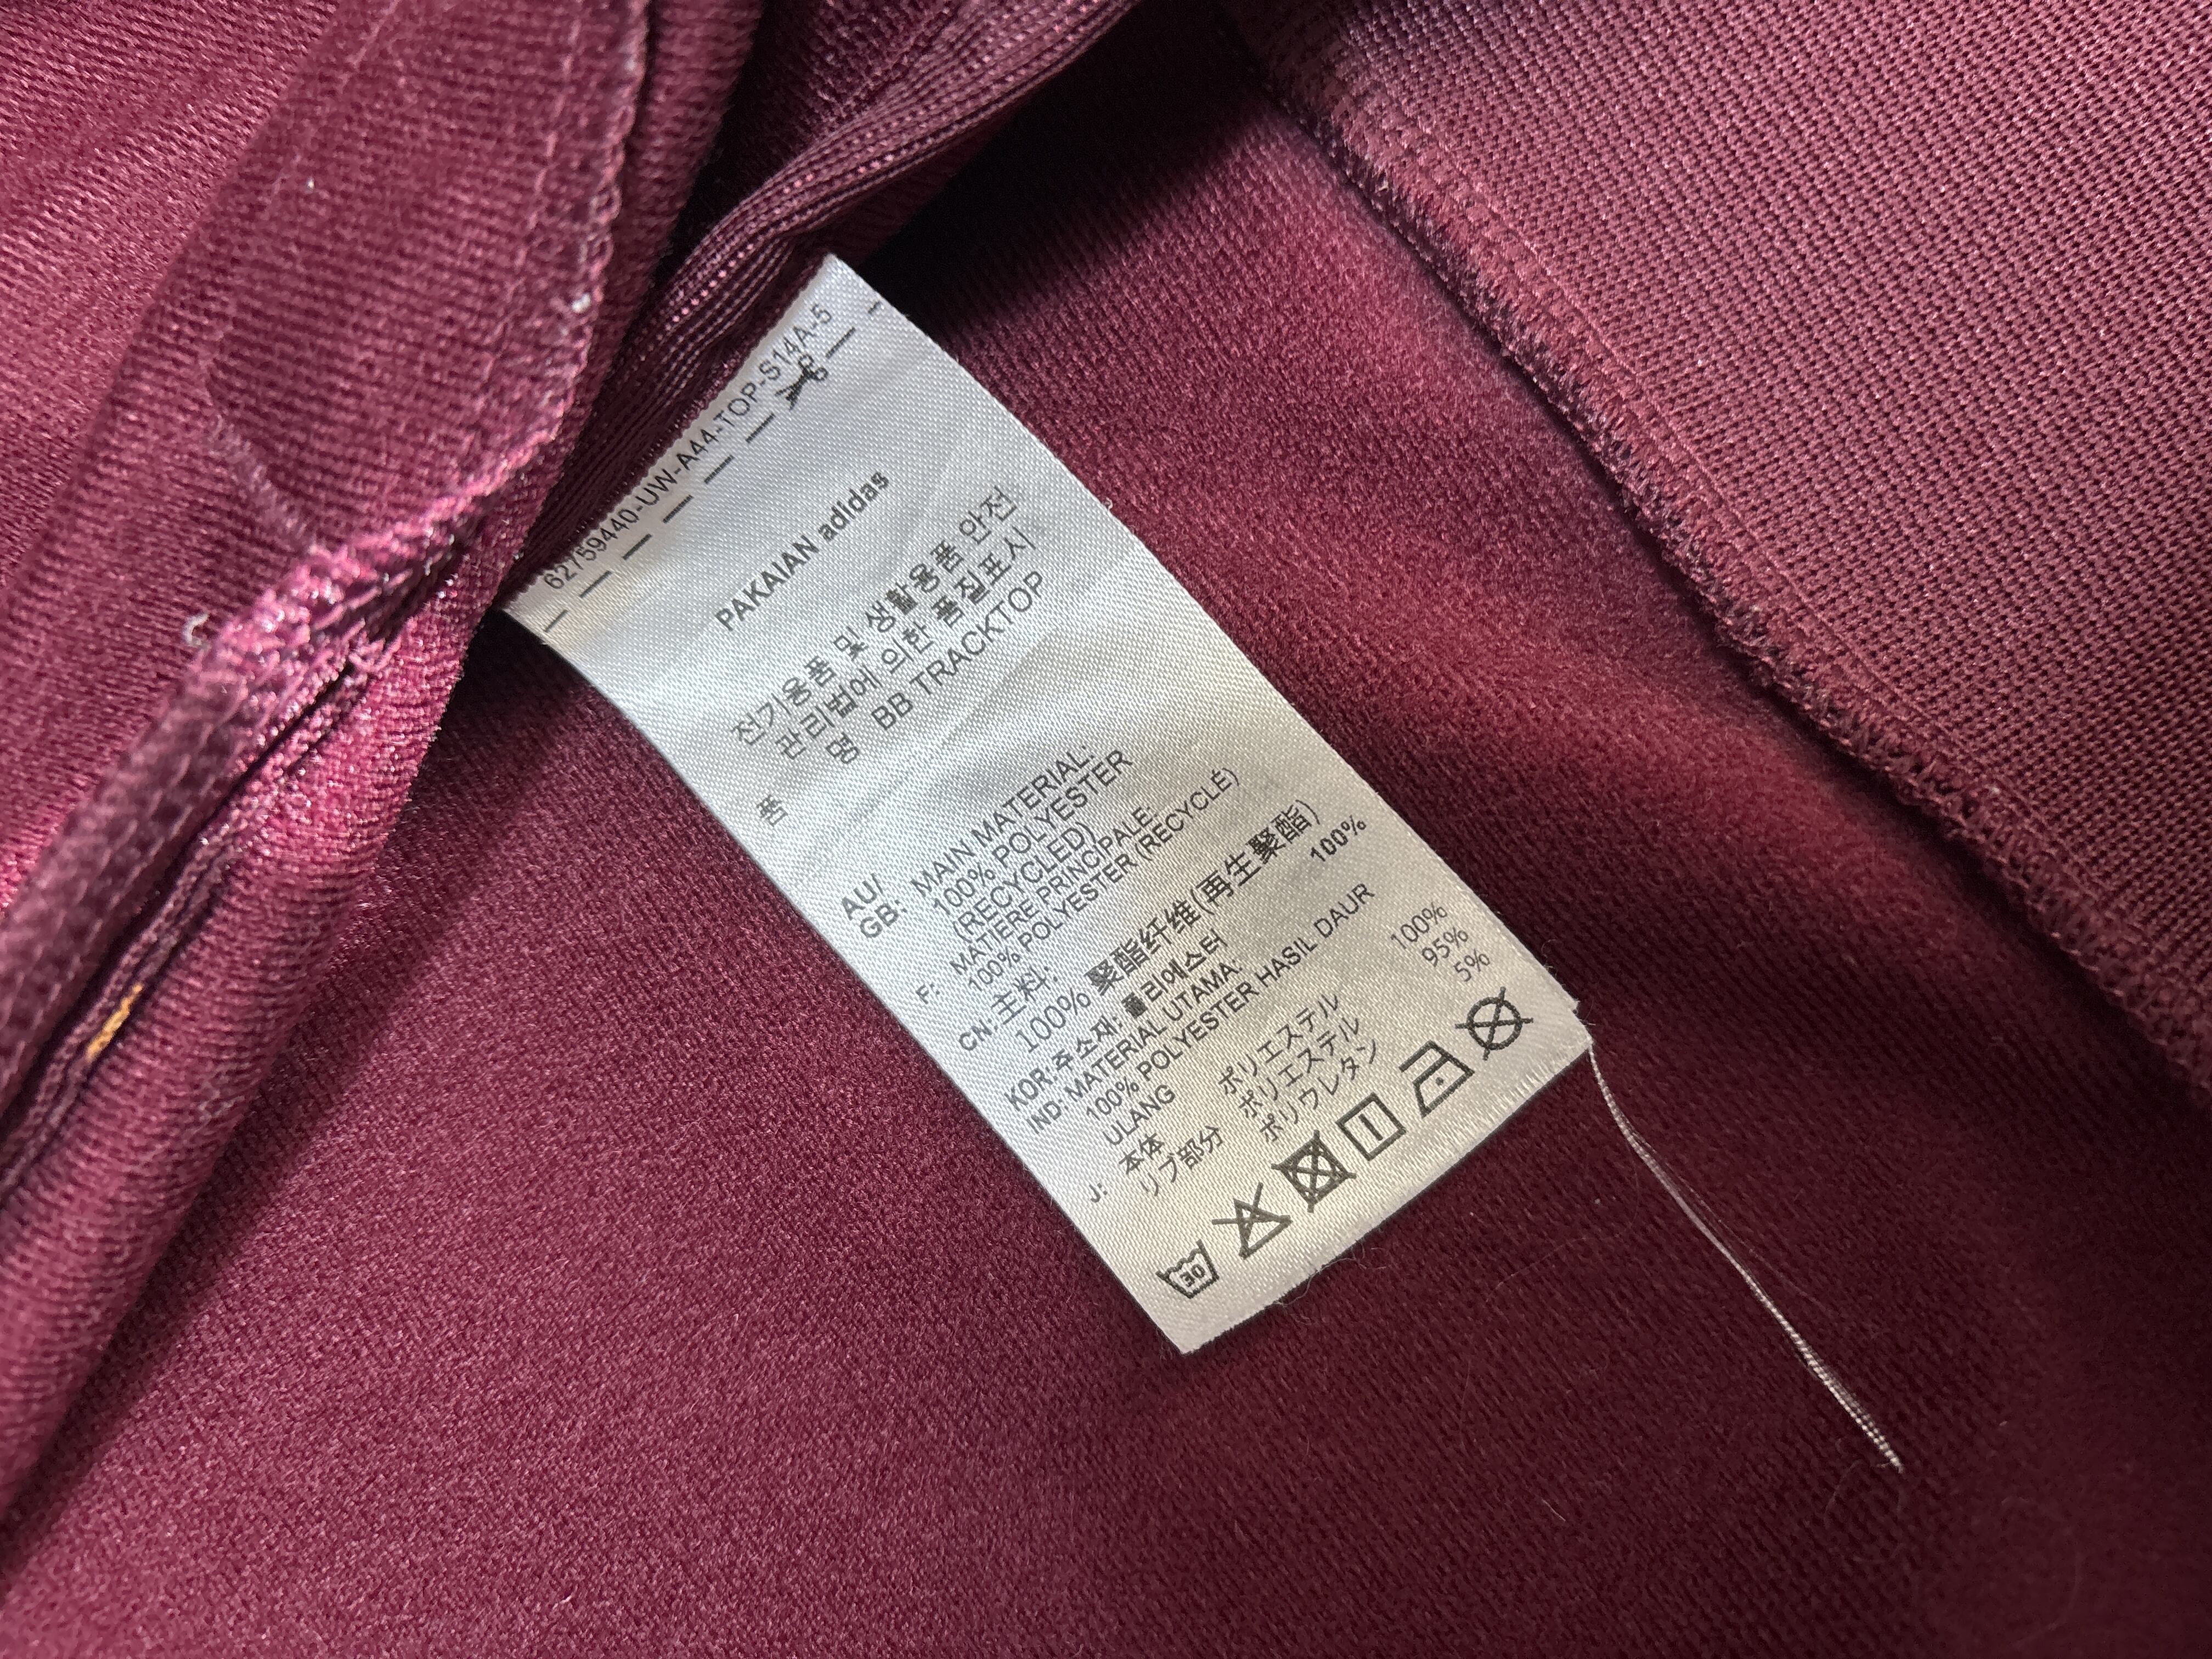 62759440-UW-A44-TOP-S14A-5
PAKAIAN adidas
전기용품 및 생활용품 안전
관리법에 의한 품질표시
품 명 BB TRACKTOP
AU/ MAIN MATERIAL:
GB: 100% POLYESTER
(RECYCLED)
F: MATIÈRE PRINCIPALE:
100% POLYESTER (RECYCLÉ)
CN: 主料:
100% 聚酯纤维(再生聚酯)
KOR: 주소재: 폴리에스터 100%
IND: MATERIAL UTAMA:
100% POLYESTER HASIL DAUR
ULANG
J: 本体 ポリエステル 100%
リブ部分 ポリエステル 95%
ポリウレタン 5%
30